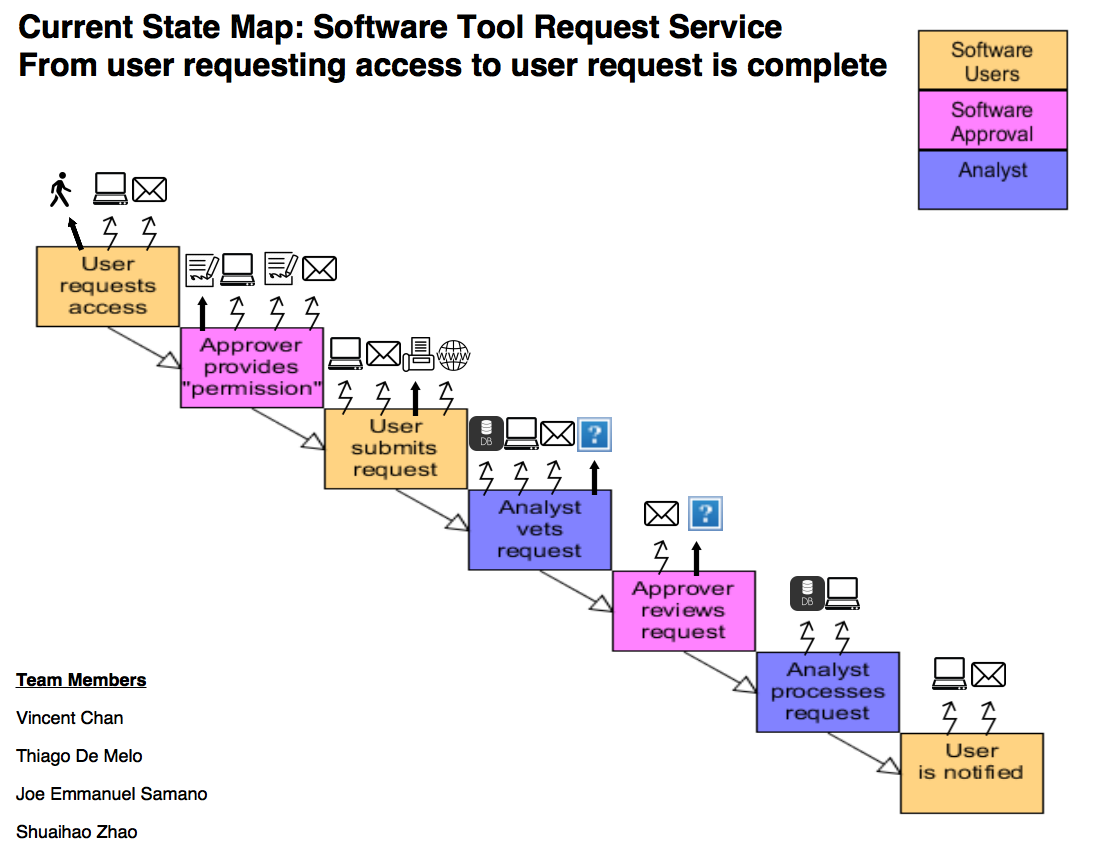 Current State Map: Software Tool Request Service
From user requesting access to user request is complete
Software
Users
Software
Approval
Analyst
User
requests
access
Approver
provides
"permission"
WWW
User
submits
request
DB
?
Analyst
vets
request
?
Approver
reviews
request
DB
Analyst
processes
request
User
is notified
Team Members
Vincent Chan
Thiago De Melo
Joe Emmanuel Samano
Shuaihao Zhao